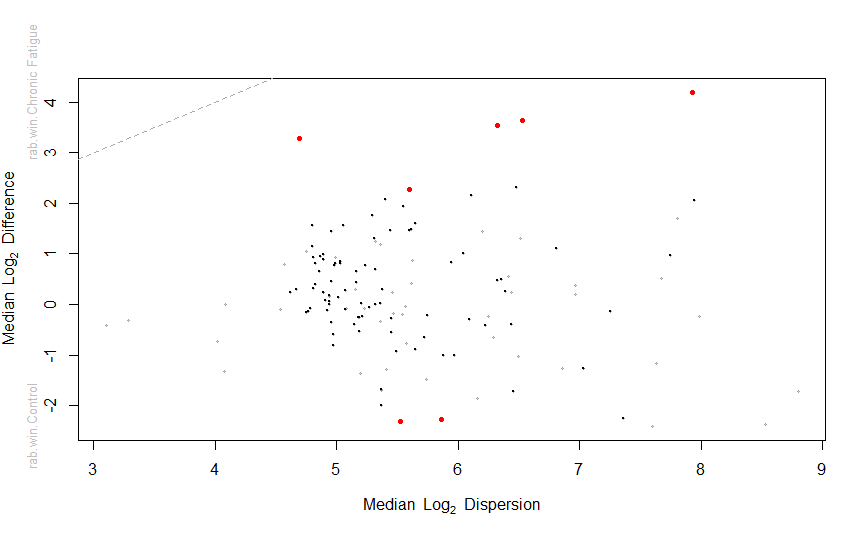 rab.win.Chronic Fatigue
rab.win.Control
Median Log2 Difference
4
3
2
1
0
-1
-2
3 4 5 6 7 8 9
Median Log2 Dispersion